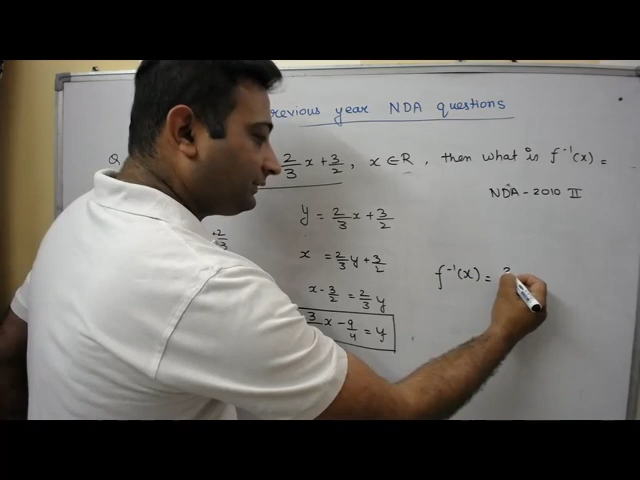 revious year NDA questions
Q 2/3 x + 3/2 , x ∈ R , then what is f⁻¹(x) =
NDA - 2010 II
y = 2/3 x + 3/2
+2/3
x = 2/3 y + 3/2
f⁻¹(x) =
x - 3/2 = 2/3 y
3 x - 9/4 = y